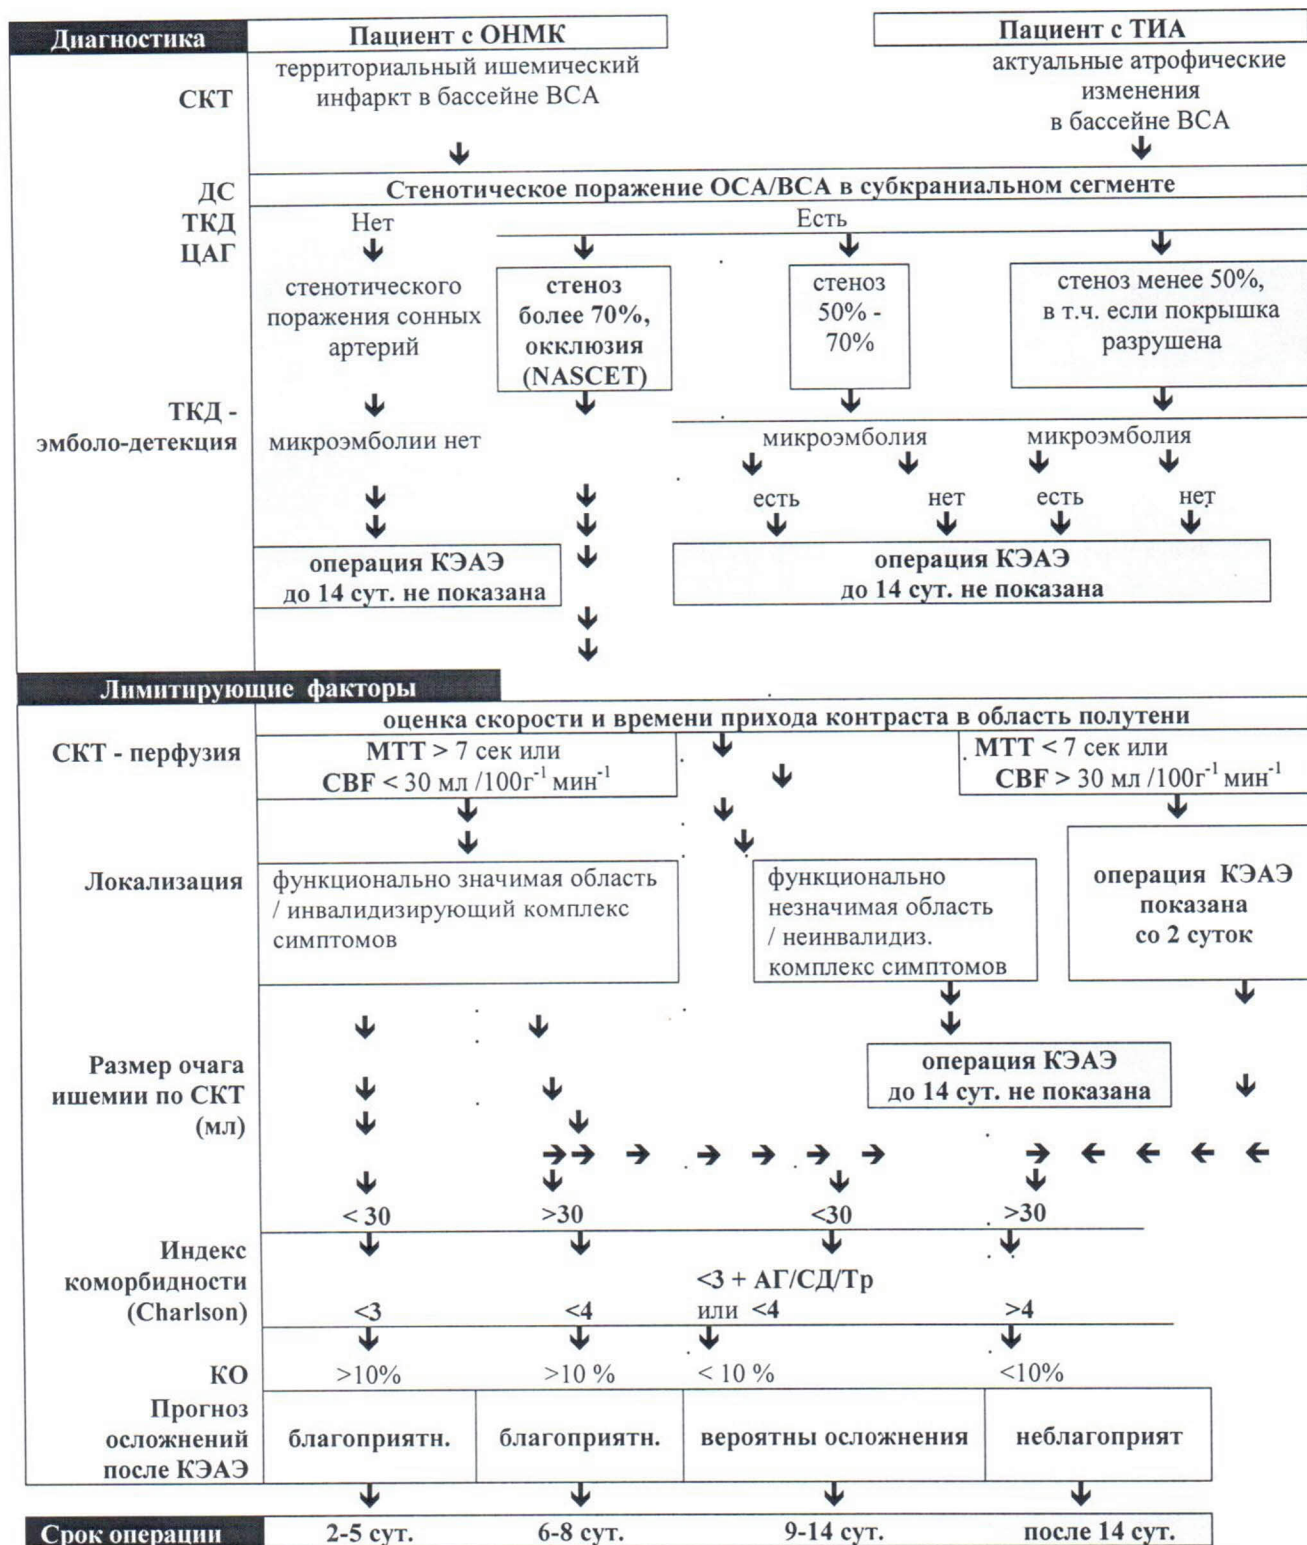 Диагностика
Пациент с ОНМК
Пациент с ТИА
СКТ
территориальный ишемический
инфаркт в бассейне ВСА
актуальные атрофические
изменения
в бассейне ВСА
ДС
ТКД
ЦАГ
Стенотическое поражение ОСА/ВСА в субкраниальном сегменте
Нет
Есть
стенотического
поражения сонных
артерий
стеноз
более 70%,
окклюзия
(NASCET)
стеноз
50% -
70%
стеноз менее 50%,
в т.ч. если покрышка
разрушена
ТКД -
эмболо-детекция
микроэмболии нет
микроэмболия
микроэмболия
есть
нет
есть
нет
операция КЭАЭ
до 14 сут. не показана
операция КЭАЭ
до 14 сут. не показана
Лимитирующие факторы
оценка скорости и времени прихода контраста в область полутени
СКТ - перфузия
МТТ > 7 сек или
CBF < 30 мл /100г⁻¹ мин⁻¹
МТТ < 7 сек или
CBF > 30 мл /100г⁻¹ мин⁻¹
Локализация
функционально значимая область
/ инвалидизирующий комплекс
симптомов
функционально
незначимая область
/ неинвалидиз.
комплекс симптомов
операция КЭАЭ
показана
со 2 суток
Размер очага
ишемии по СКТ
(мл)
операция КЭАЭ
до 14 сут. не показана
< 30
>30
<30
>30
Индекс
коморбидности
(Charlson)
<3
<4
<3 + АГ/СД/Тр
или <4
>4
КО
>10%
>10 %
< 10 %
<10%
Прогноз
осложнений
после КЭАЭ
благоприятн.
благоприятн.
вероятны осложнения
неблагоприят
Срок операции
2-5 сут.
6-8 сут.
9-14 сут.
после 14 сут.